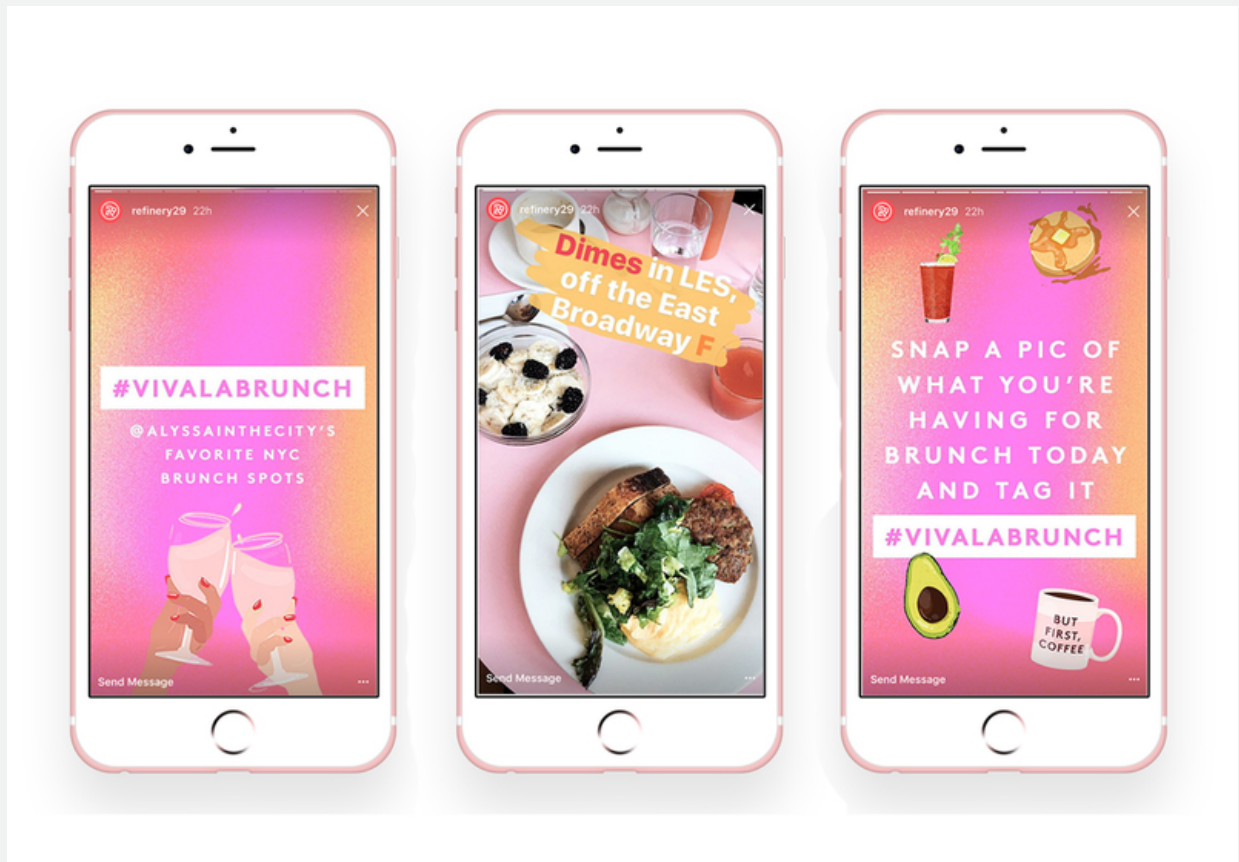 refinery29 22h
#VIVALABRUNCH
@ALYSSAINTHECITY'S
FAVORITE NYC
BRUNCH SPOTS
Send Message
refinery29 22h
Dimes in LES,
off the East
Broadway F
Send Message
refinery29 22h
SNAP A PIC OF
WHAT YOU'RE
HAVING FOR
BRUNCH TODAY
AND TAG IT
#VIVALABRUNCH
BUT
FIRST,
COFFEE
Send Message